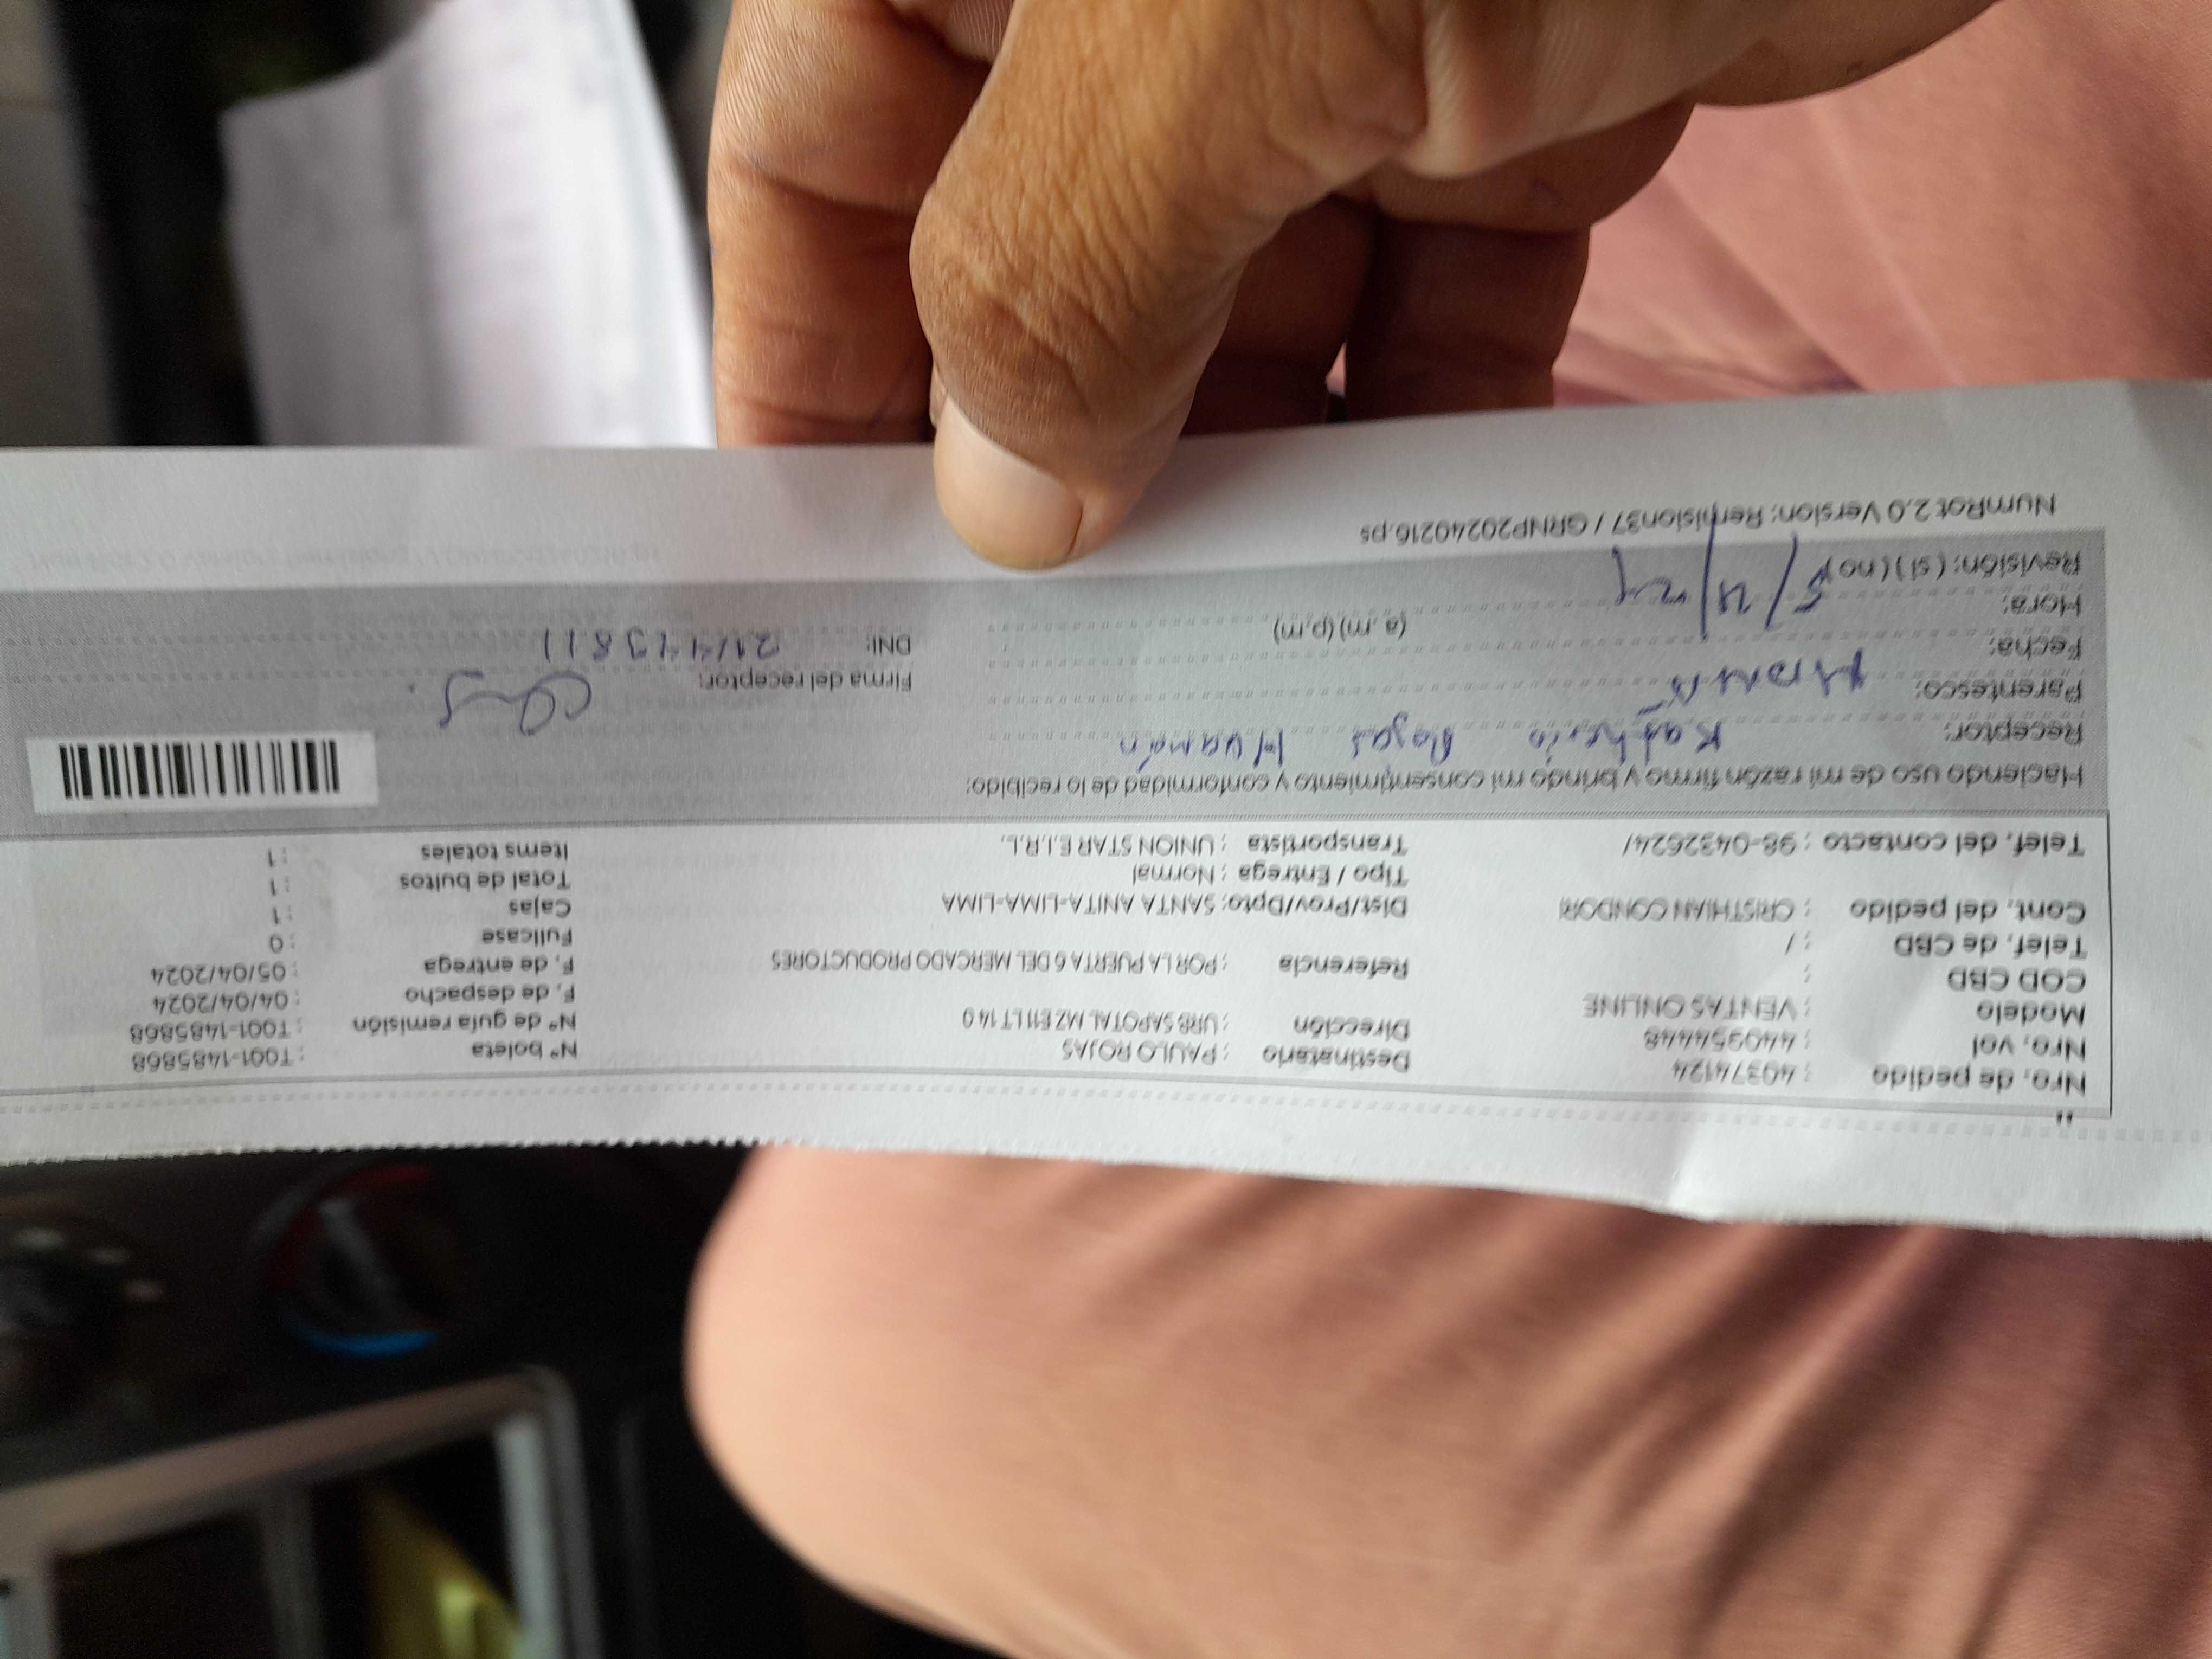 Nro. de pedido : 40374124 Destinatario : PAULO ROJAS Nº boleta : T001-1485868
Nro. vol : 440954448 Dirección : URB SAPOTAL MZ E11 LT 14 0 Nº de guía remisión : T001-1485868
Modelo : VENTAS ONLINE F. de despacho : 04/04/2024
COD CBD : Referencia : POR LA PUERTA 6 DEL MERCADO PRODUCTORES F. de entrega : 05/04/2024
Telef. de CBD : / Fullcase : 0
Cont. del pedido : CRISTHIAN CONDORI Dist/Prov/Dpto: SANTA ANITA-LIMA-LIMA Cajas : 1
Tipo / Entrega : Normal Total de bultos : 1
Telef. del contacto : 98-0432624/ Transportista : UNION STAR E.I.R.L. Items totales : 1
Haciendo uso de mi razón firmo y brindo mi consentimiento y conformidad de lo recibido:
Receptor: Rojas Huamán
Parentesco: Firma del receptor:
Fecha: DNI:
Hora: 5/4/24 (a.m) (p.m)
Revisión: (si) (no)
NumRot 2.0 Version: Remision37 / GRNP20240216.ps